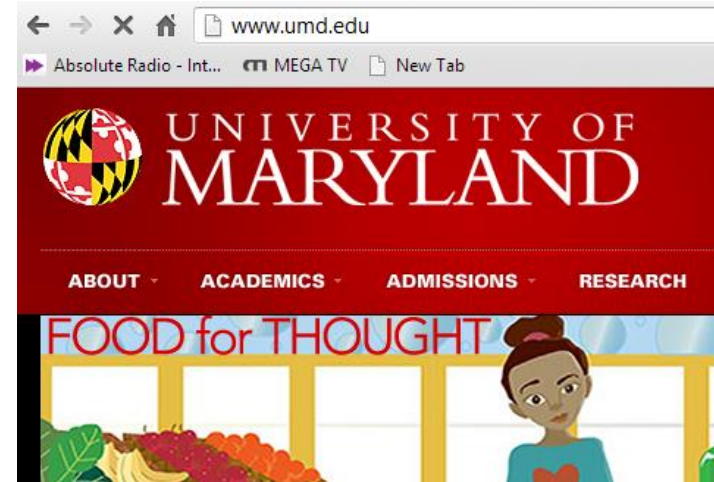 www.umd.edu
Absolute Radio - Int... MEGA TV New Tab
UNIVERSITY OF
MARYLAND
ABOUT ACADEMICS ADMISSIONS RESEARCH
FOOD for THOUGHT